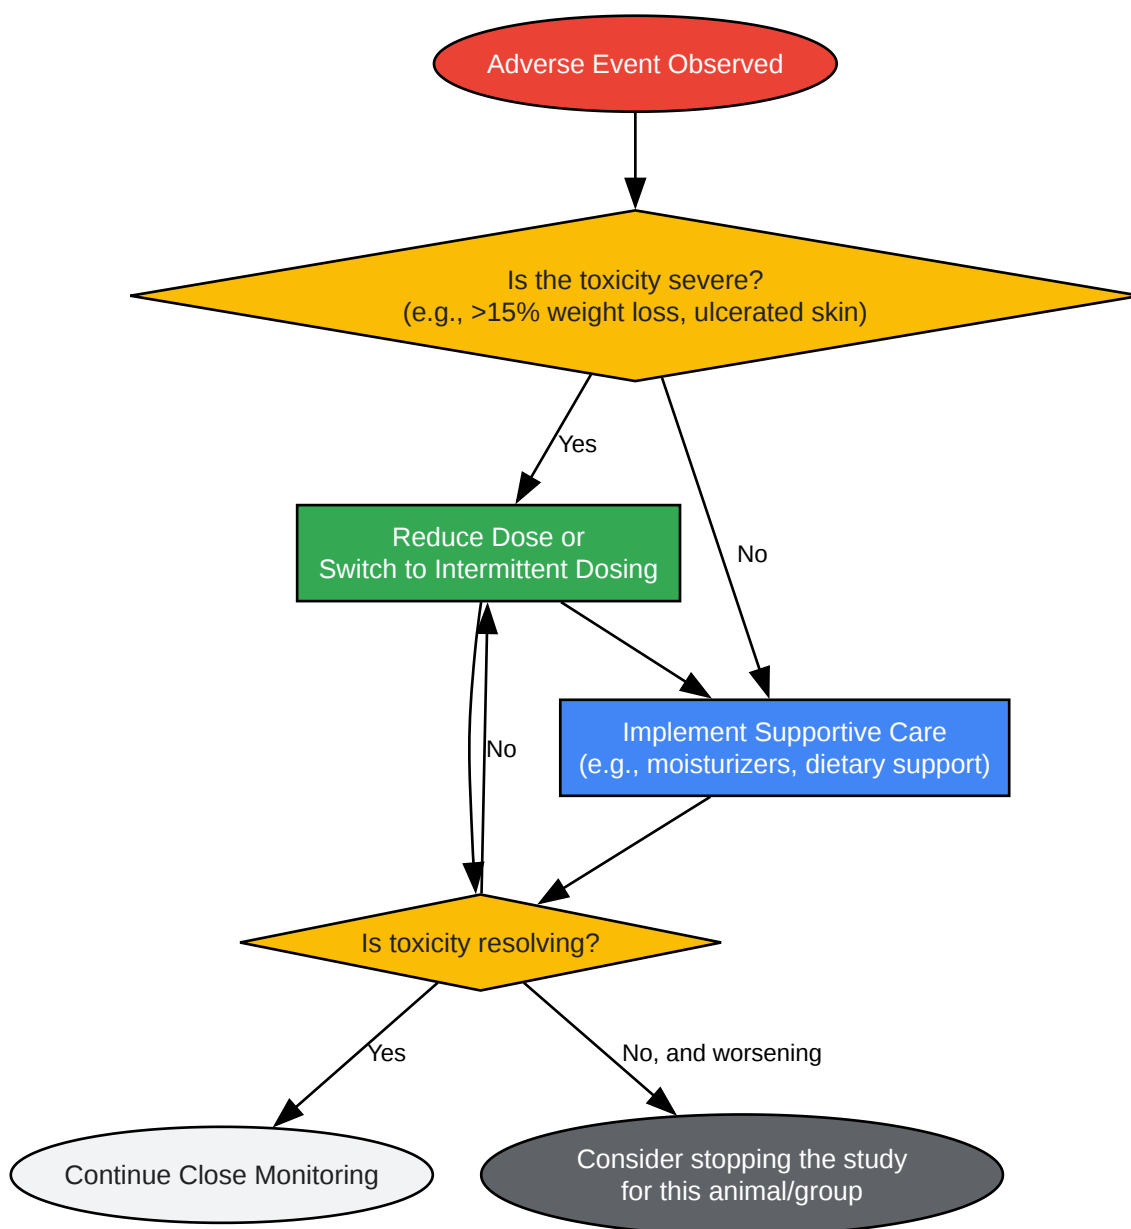 Adverse Event Observed
Is the toxicity severe?
(e.g., >15% weight loss, ulcerated skin)
Yes
Reduce Dose or
Switch to Intermittent Dosing
No
Implement Supportive Care
(e.g., moisturizers, dietary support)
No
Is toxicity resolving?
Yes
No, and worsening
Continue Close Monitoring
Consider stopping the study
for this animal/group